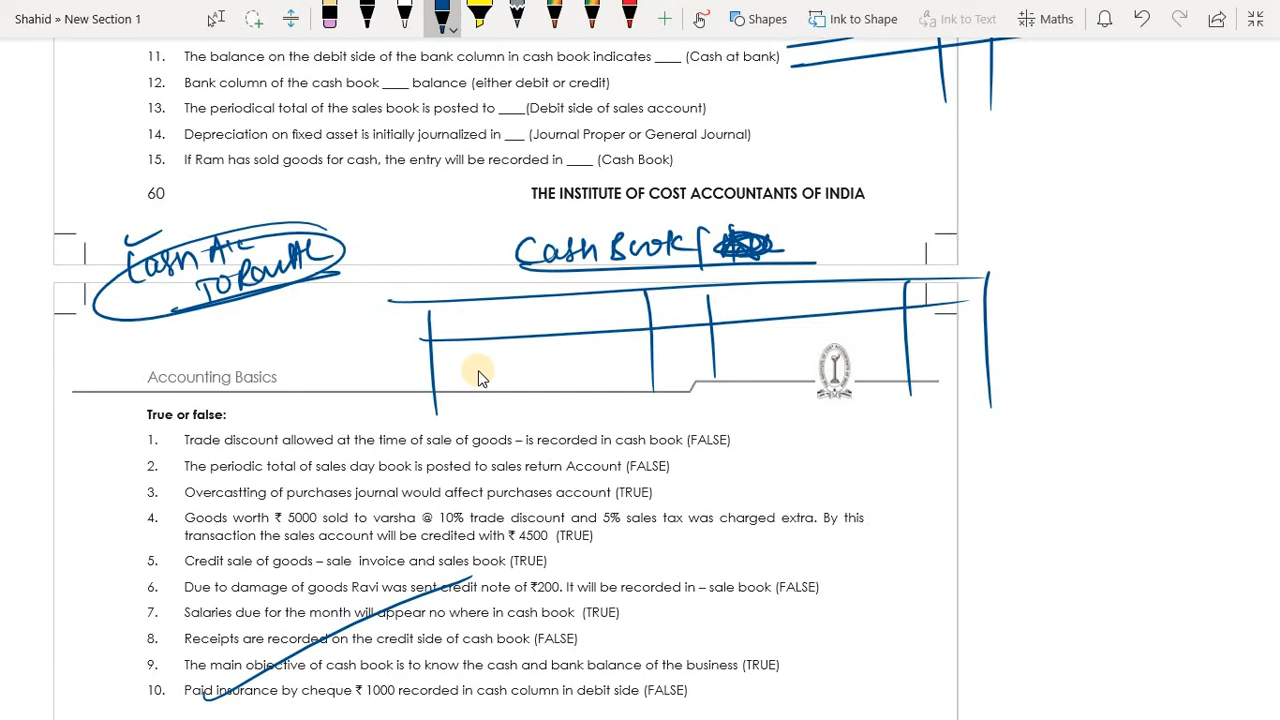 Shahid » New Section 1
Shapes
Ink to Shape
Ink to Text
Maths
11. The balance on the debit side of the bank column in cash book indicates ____ (Cash at bank)
12. Bank column of the cash book ____ balance (either debit or credit)
13. The periodical total of the sales book is posted to ____(Debit side of sales account)
14. Depreciation on fixed asset is initially journalized in ___ (Journal Proper or General Journal)
15. If Ram has sold goods for cash, the entry will be recorded in ____ (Cash Book)
60 THE INSTITUTE OF COST ACCOUNTANTS OF INDIA
Cash A/c
Cash Book
Accounting Basics
True or false:
1. Trade discount allowed at the time of sale of goods – is recorded in cash book (FALSE)
2. The periodic total of sales day book is posted to sales return Account (FALSE)
3. Overcastting of purchases journal would affect purchases account (TRUE)
4. Goods worth ₹ 5000 sold to varsha @ 10% trade discount and 5% sales tax was charged extra. By this
transaction the sales account will be credited with ₹ 4500 (TRUE)
5. Credit sale of goods – sale invoice and sales book (TRUE)
6. Due to damage of goods Ravi was sent credit note of ₹200. It will be recorded in – sale book (FALSE)
7. Salaries due for the month will appear no where in cash book (TRUE)
8. Receipts are recorded on the credit side of cash book (FALSE)
9. The main objective of cash book is to know the cash and bank balance of the business (TRUE)
10. Paid insurance by cheque ₹ 1000 recorded in cash column in debit side (FALSE)